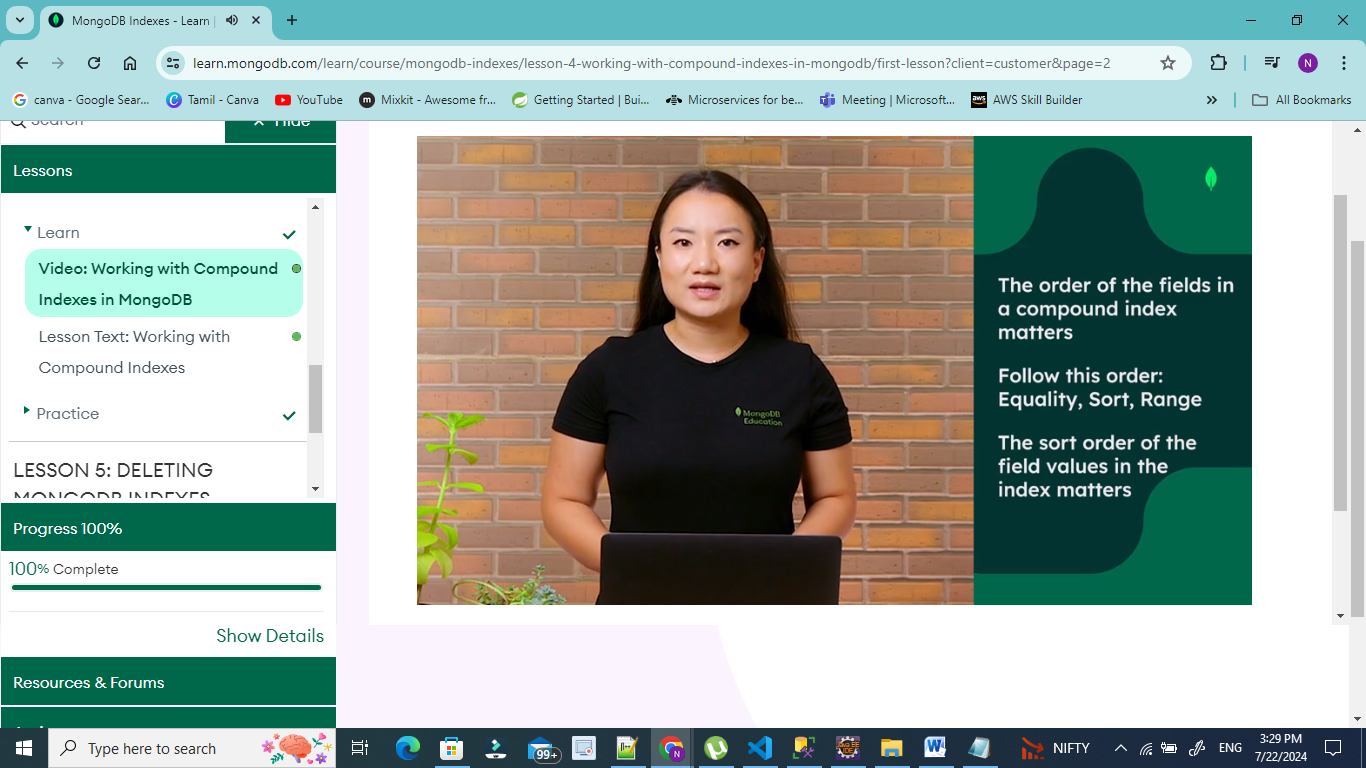 MongoDB Indexes - Learn |
learn.mongodb.com/learn/course/mongodb-indexes/lesson-4-working-with-compound-indexes-in-mongodb/first-lesson?client=customer&page=2
N
canva - Google Sear...
Tamil - Canva
YouTube
Mixkit - Awesome fr...
Getting Started | Bui...
Microservices for be...
Meeting | Microsoft...
AWS Skill Builder
All Bookmarks
Search
Hide
Lessons
Learn
Video: Working with Compound
Indexes in MongoDB
Lesson Text: Working with
Compound Indexes
Practice
LESSON 5: DELETING
MONGODB INDEXES
Progress 100%
100% Complete
Show Details
Resources & Forums
MongoDB
Education
The order of the fields in
a compound index
matters
Follow this order:
Equality, Sort, Range
The sort order of the
field values in the
index matters
Type here to search
99+
NIFTY
ENG
3:29 PM
7/22/2024